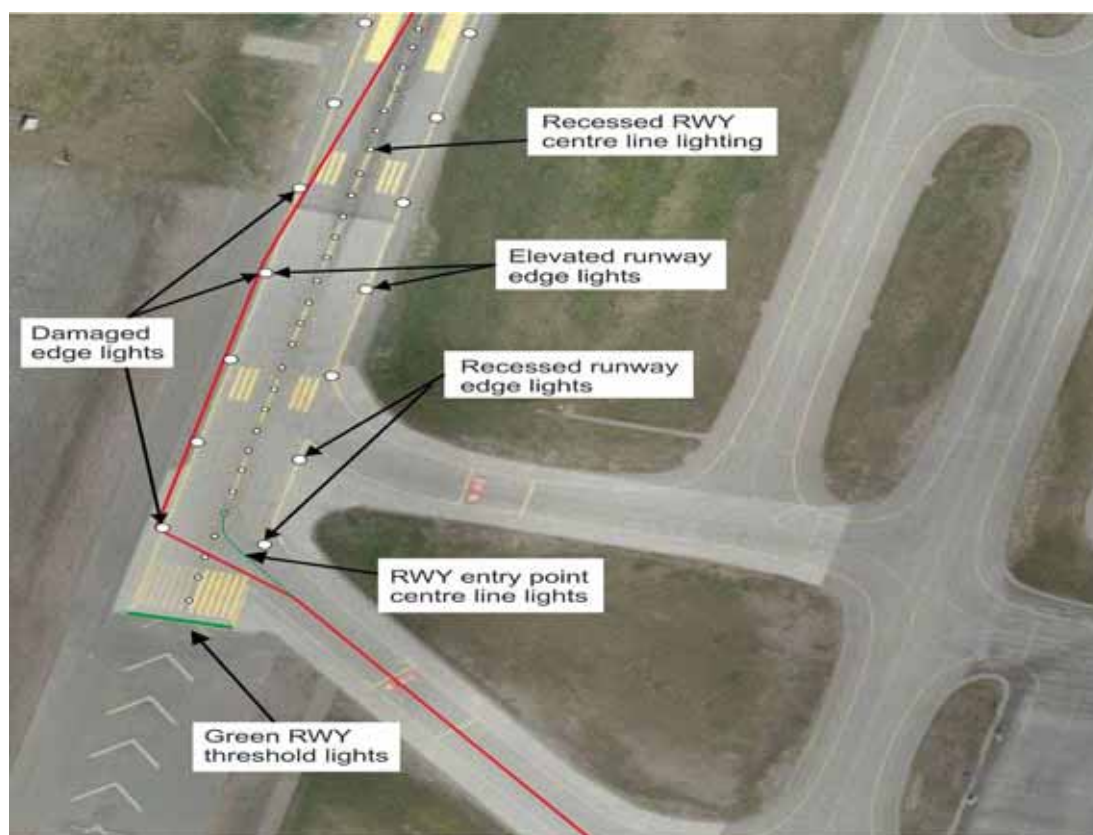 Recessed RWY
centre line lighting
Elevated runway
edge lights
Damaged
edge lights
Recessed runway
edge lights
RWY entry point
centre line lights
Green RWY
threshold lights